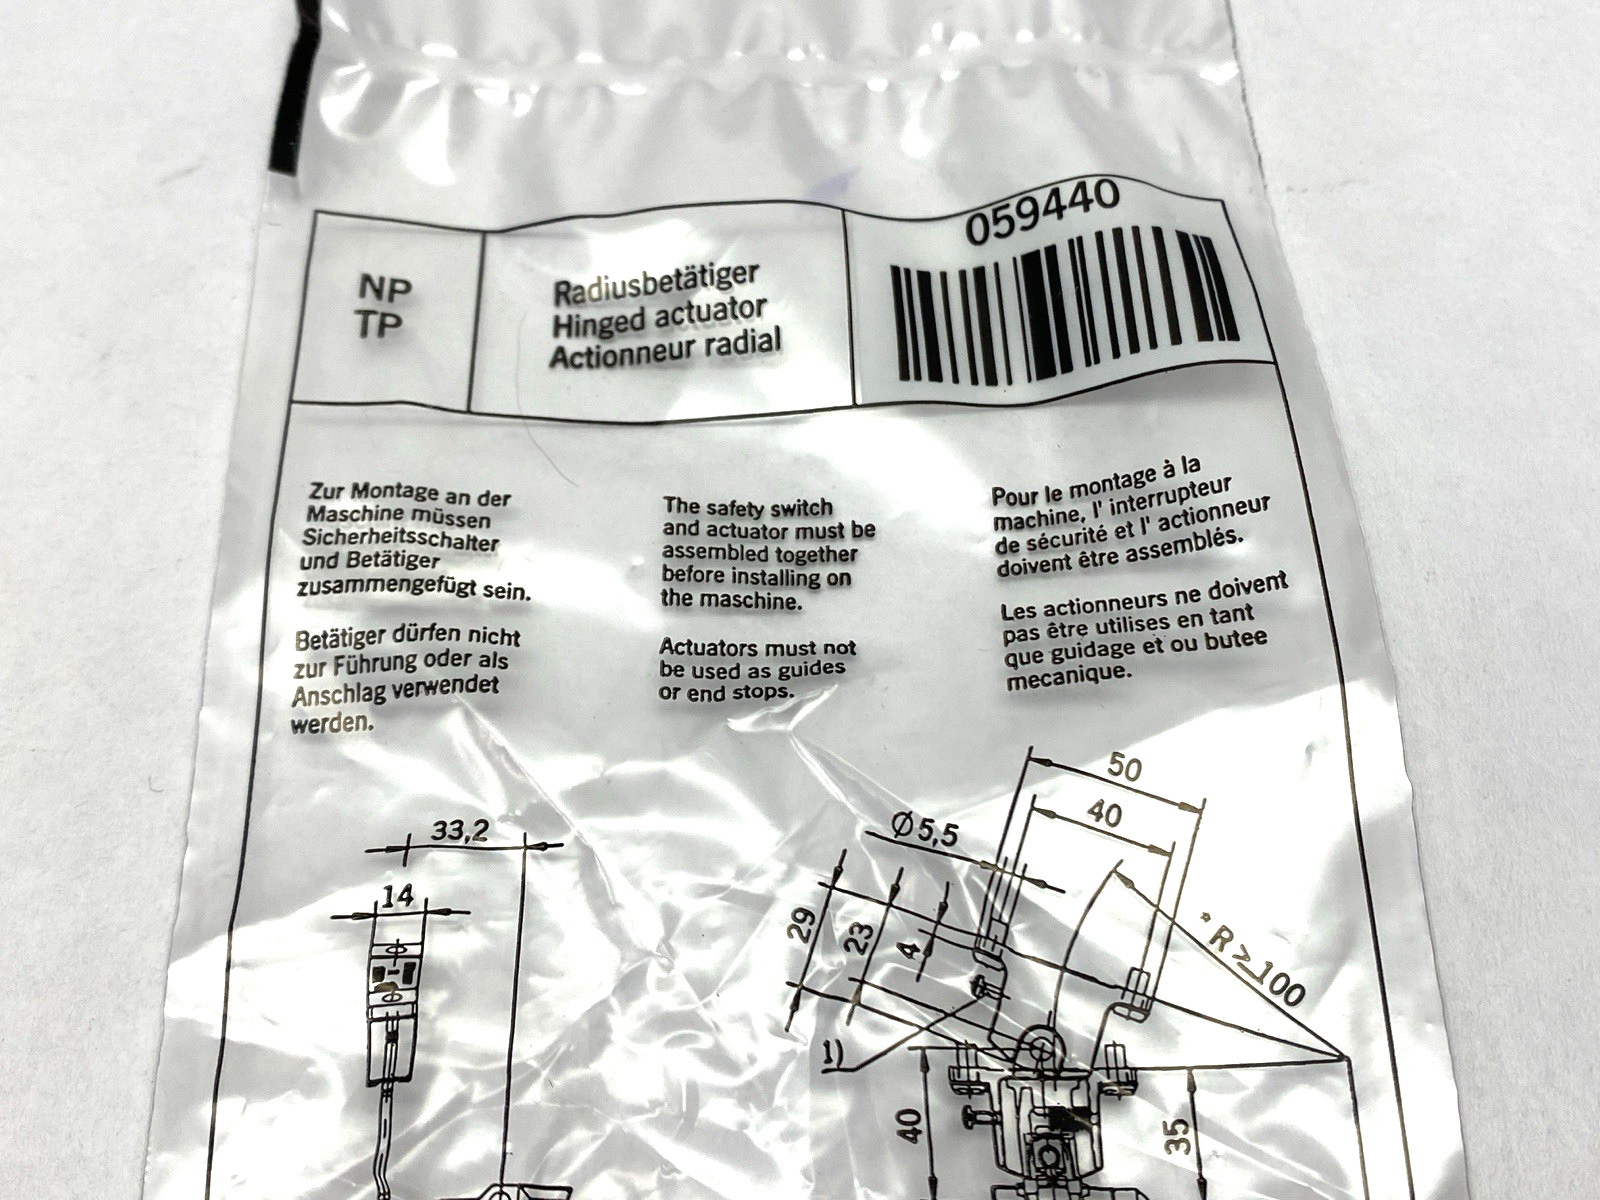 NP
TP
Radiusbetätiger
Hinged actuator
Actionneur radial
059440
Zur Montage an der
Maschine müssen
Sicherheitsschalter
und Betätiger
zusammengefügt sein.
Betätiger dürfen nicht
zur Führung oder als
Anschlag verwendet
werden.
The safety switch
and actuator must be
assembled together
before installing on
the maschine.
Actuators must not
be used as guides
or end stops.
Pour le montage à la
machine, l' interrupteur
de sécurité et l' actionneur
doivent être assemblés.
Les actionneurs ne doivent
pas être utilises en tant
que guidage et ou butee
mecanique.
33,2
14
50
40
Ø 5,5
29
23
4
* R ≥ 100
1)
40
35